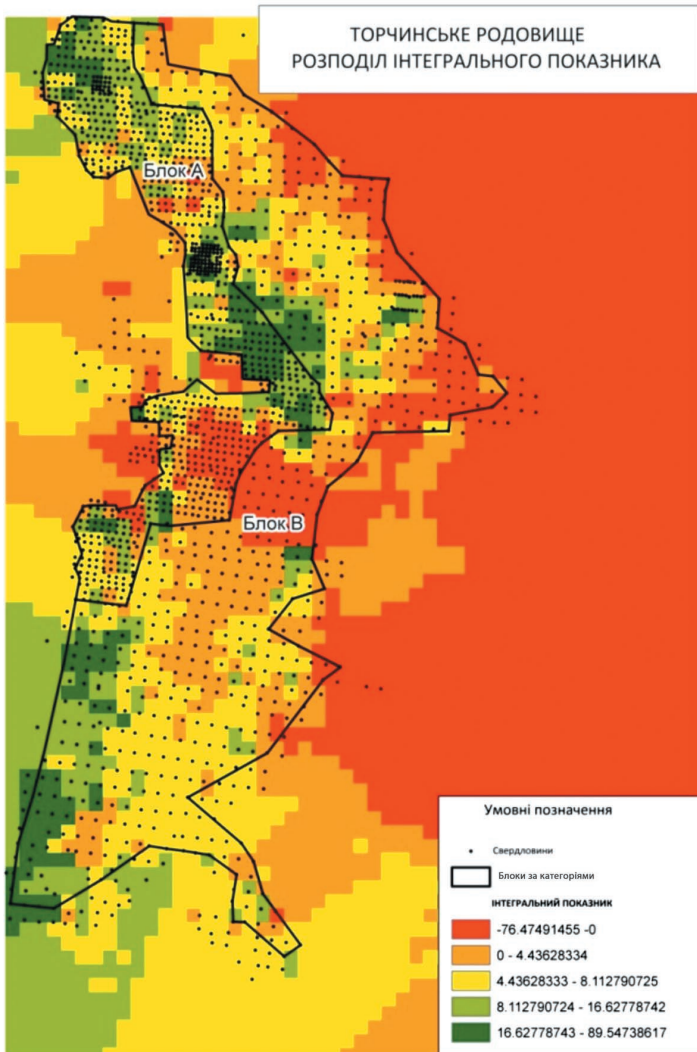 ТОРЧИНСЬКЕ РОДОВИЩЕ
РОЗПОДІЛ ІНТЕГРАЛЬНОГО ПОКАЗНИКА
Блок А
Блок В
Умовні позначення
Свердловини
Блоки за категоріями
ІНТЕГРАЛЬНИЙ ПОКАЗНИК
-76.47491455 -0
0 - 4.43628334
4.43628333 - 8.112790725
8.112790724 - 16.62778742
16.62778743 - 89.54738617